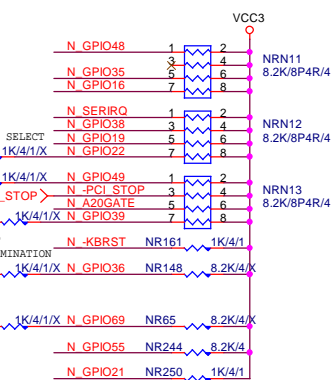 VCC3
N_GPIO48 1 2
3 4 NRN11
N_GPIO35 5 6 8.2K/8P4R/4
N_GPIO16 7 8
N_SERIRQ 1 2
N_GPIO38 3 4 NRN12
SELECT N_GPIO19 5 6 8.2K/8P4R/4
1K/4/1/X N_GPIO22 7 8
1K/4/1/X N_GPIO49 1 2
_STOP N_-PCI_STOP 3 4 NRN13
N_A20GATE 5 6 8.2K/8P4R/4
1K/4/1/X N_GPIO39 7 8
N_-KBRST NR161 1K/4/1
MINATION
1K/4/1/X N_GPIO36 NR148 8.2K/4/X
1K/4/1/X N_GPIO69 NR65 8.2K/4/X
N_GPIO55 NR244 8.2K/4
N_GPIO21 NR250 1K/4/1